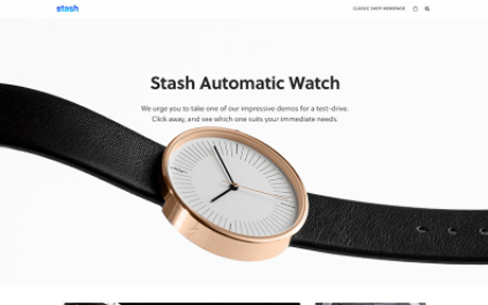 stash
CLASSIC SHOP HOMEPAGE
Stash Automatic Watch
We urge you to take one of our impressive demos for a test-drive.
Click away, and see which one suits your immediate needs.